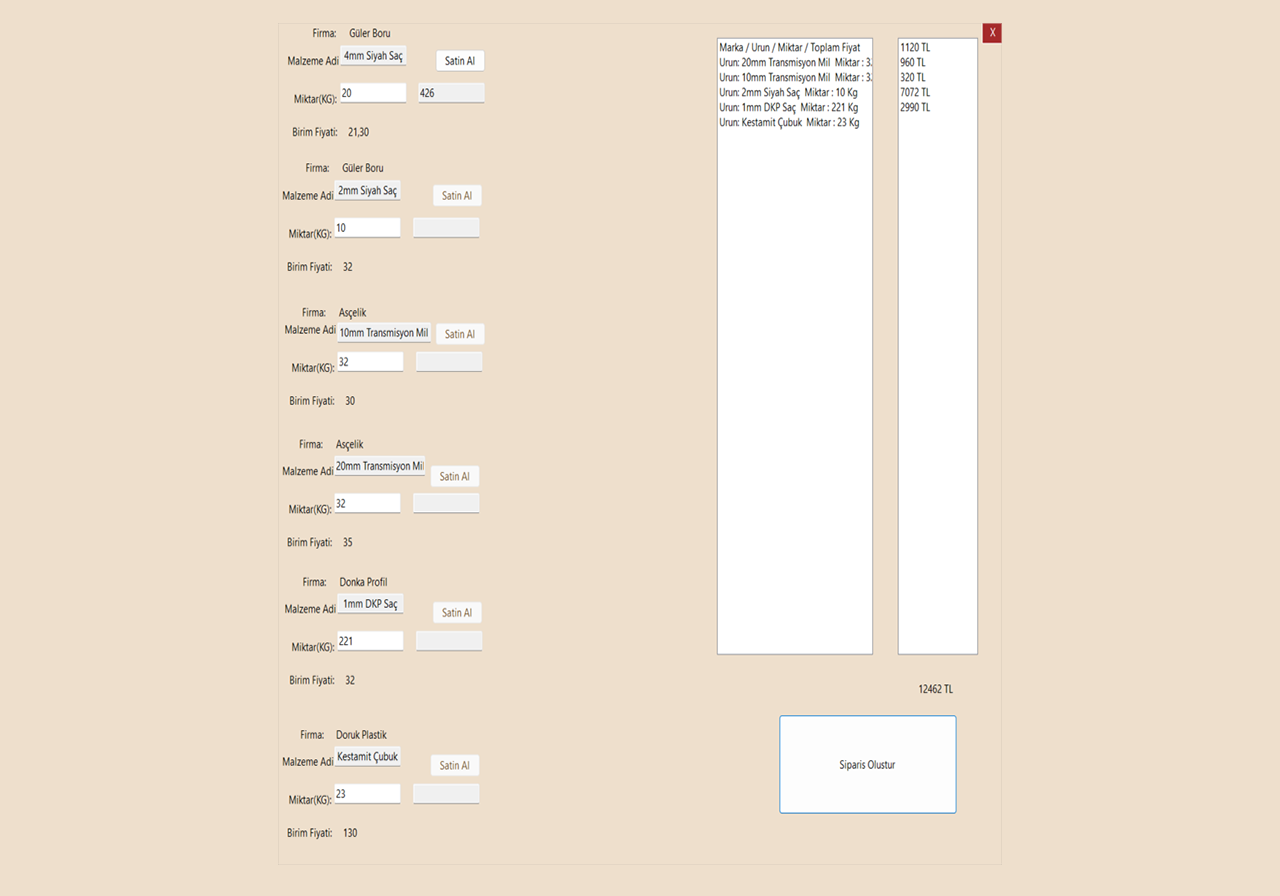 Firma: Güler Boru
Malzeme Adi 4mm Siyah Saç Satin Al
Miktar(KG): 20 426
Birim Fiyati: 21,30
Firma: Güler Boru
Malzeme Adi 2mm Siyah Saç Satin Al
Miktar(KG): 10
Birim Fiyati: 32
Firma: Asçelik
Malzeme Adi 10mm Transmisyon Mil Satin Al
Miktar(KG): 32
Birim Fiyati: 30
Firma: Asçelik
Malzeme Adi 20mm Transmisyon Mil Satin Al
Miktar(KG): 32
Birim Fiyati: 35
Firma: Donka Profil
Malzeme Adi 1mm DKP Saç Satin Al
Miktar(KG): 221
Birim Fiyati: 32
Firma: Doruk Plastik
Malzeme Adi Kestamit Çubuk Satin Al
Miktar(KG): 23
Birim Fiyati: 130
X
Marka / Urun / Miktar / Toplam Fiyat
Urun: 20mm Transmisyon Mil Miktar : 3
Urun: 10mm Transmisyon Mil Miktar : 3
Urun: 2mm Siyah Saç Miktar : 10 Kg
Urun: 1mm DKP Saç Miktar : 221 Kg
Urun: Kestamit Çubuk Miktar : 23 Kg
1120 TL
960 TL
320 TL
7072 TL
2990 TL
12462 TL
Siparis Olustur